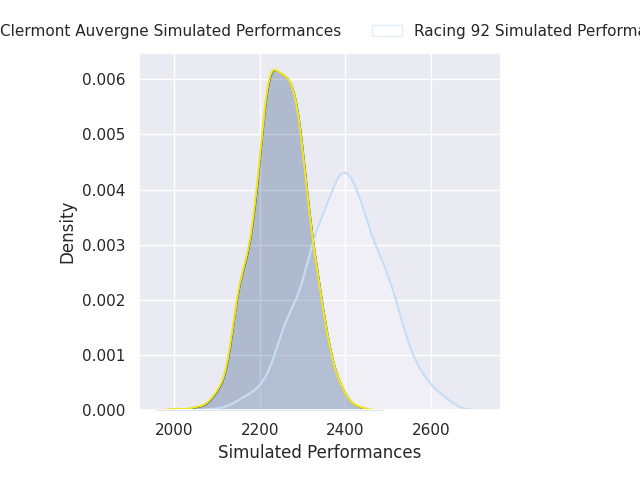 Clermont Auvergne Simulated Performances Racing 92 Simulated
0.006
0.005
0.004
0.003
0.002
0.001
0.000
Density
2000 2200 2400 2600
Simulated Performances